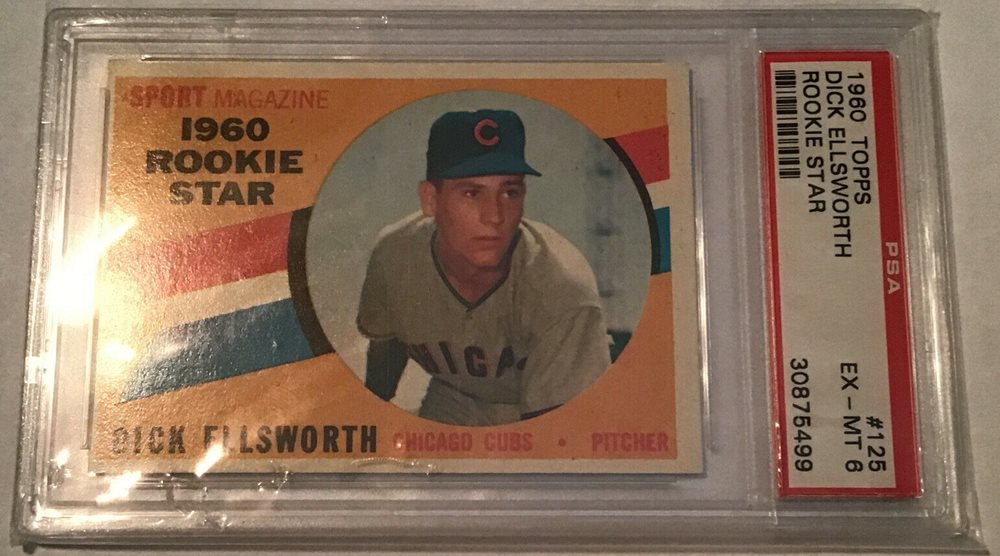 SPORT MAGAZINE
1960
ROOKIE
STAR
C
CHICA
DICK ELLSWORTH CHICAGO CUBS • PITCHER
1960 TOPPS #125
DICK ELLSWORTH EX - MT 6
ROOKIE STAR 30875499
PSA